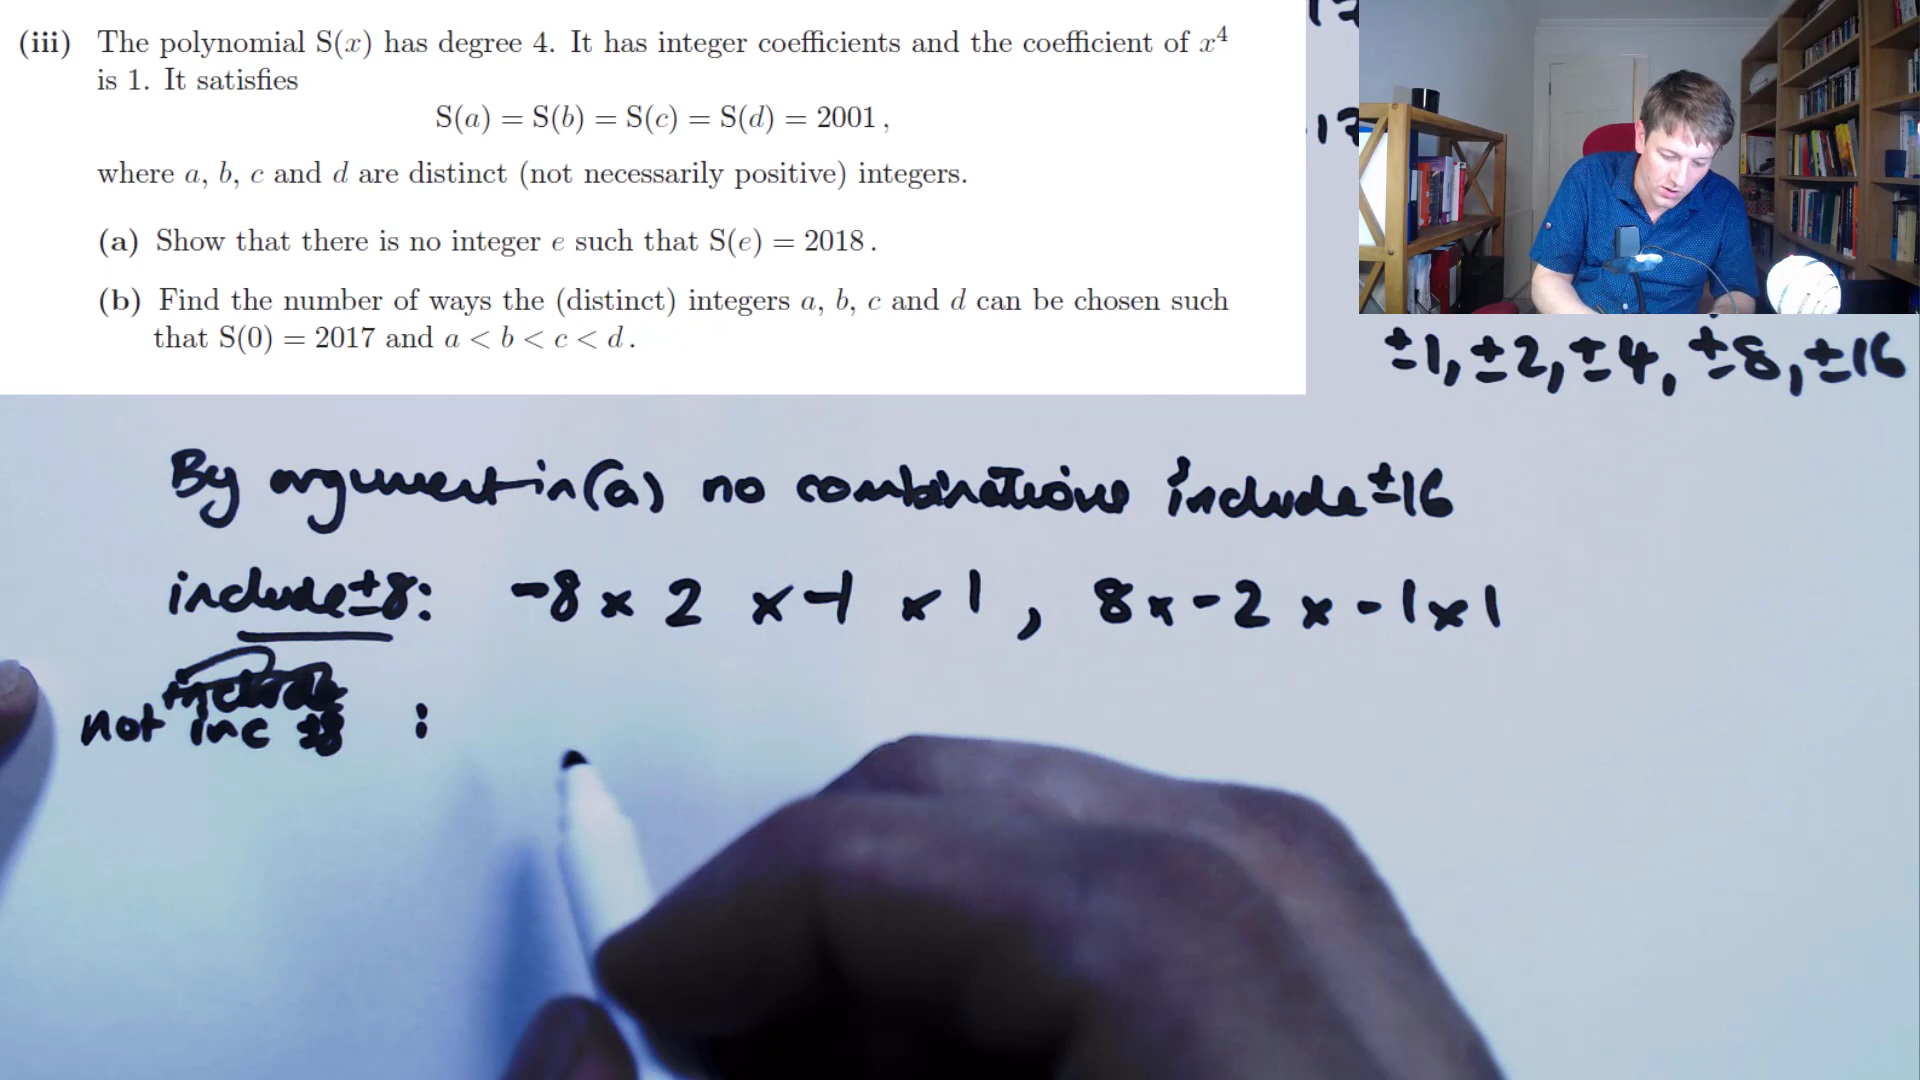 (iii) The polynomial S(x) has degree 4. It has integer coefficients and the coefficient of x⁴
is 1. It satisfies
S(a) = S(b) = S(c) = S(d) = 2001 ,
where a, b, c and d are distinct (not necessarily positive) integers.
(a) Show that there is no integer e such that S(e) = 2018 .
(b) Find the number of ways the (distinct) integers a, b, c and d can be chosen such
that S(0) = 2017 and a < b < c < d .
17
17
±1, ±2, ±4, ±8, ±16
By argument in (a) no combinations include ±16
include ±8: -8 × 2 × -1 × 1 , 8 × -2 × -1 × 1
not inc ±8 :